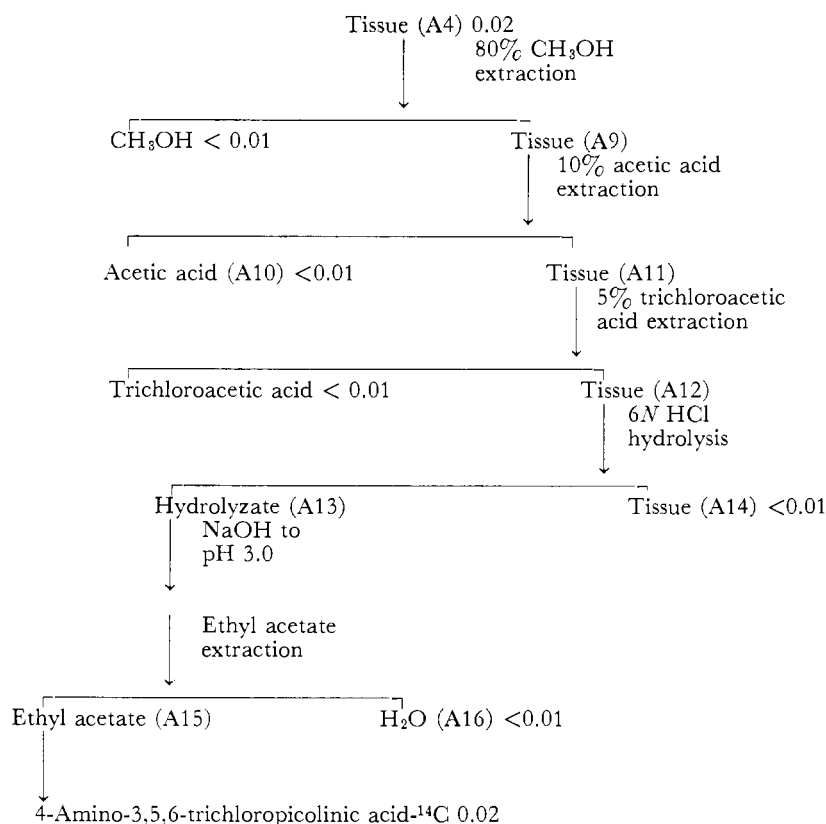 Tissue (A4) 0.02
80% CH₃OH
extraction
CH₃OH < 0.01
Tissue (A9)
10% acetic acid
extraction
Acetic acid (A10) <0.01
Tissue (A11)
5% trichloroacetic
acid extraction
Trichloroacetic acid < 0.01
Tissue (A12)
6N HCl
hydrolysis
Hydrolyzate (A13)
Tissue (A14) <0.01
NaOH to
pH 3.0
Ethyl acetate
extraction
Ethyl acetate (A15)
H₂O (A16) <0.01
4-Amino-3,5,6-trichloropicolinic acid-¹⁴C 0.02